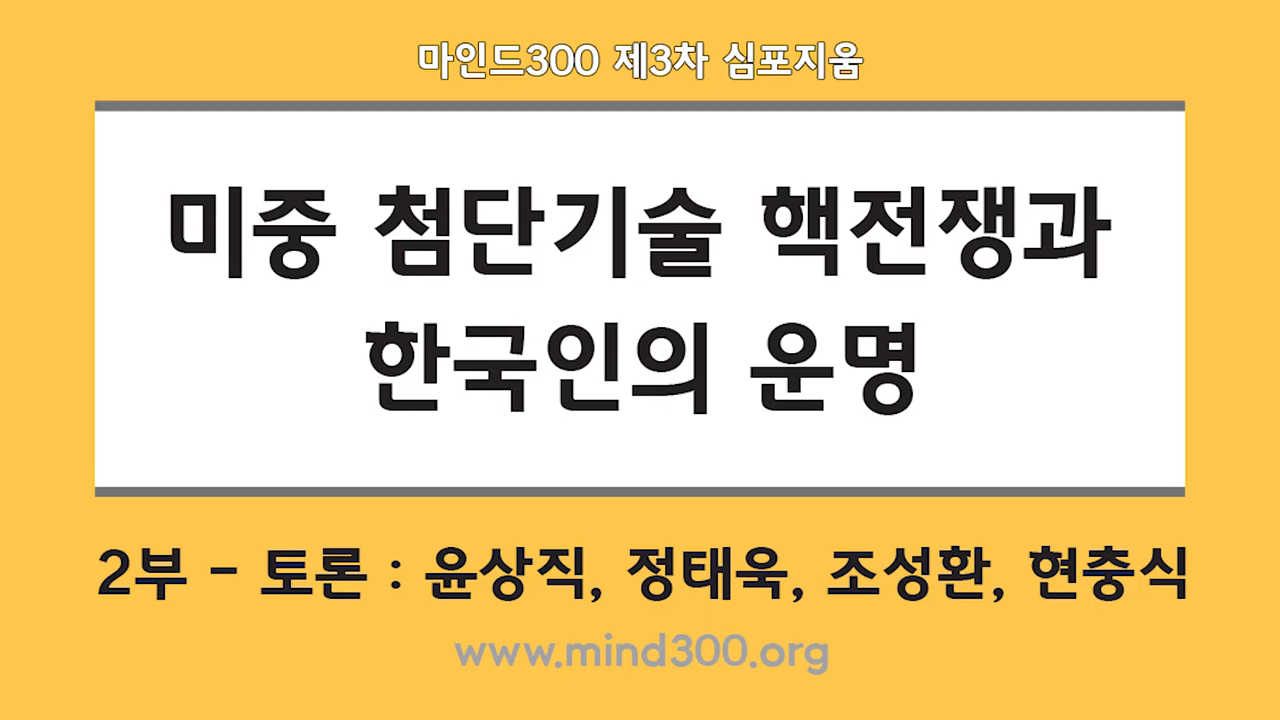 마인드300 제3차 심포지움
미중 첨단기술 핵전쟁과
한국인의 운명
2부 - 토론 : 윤상직, 정태욱, 조성환, 현충식
www.mind300.org